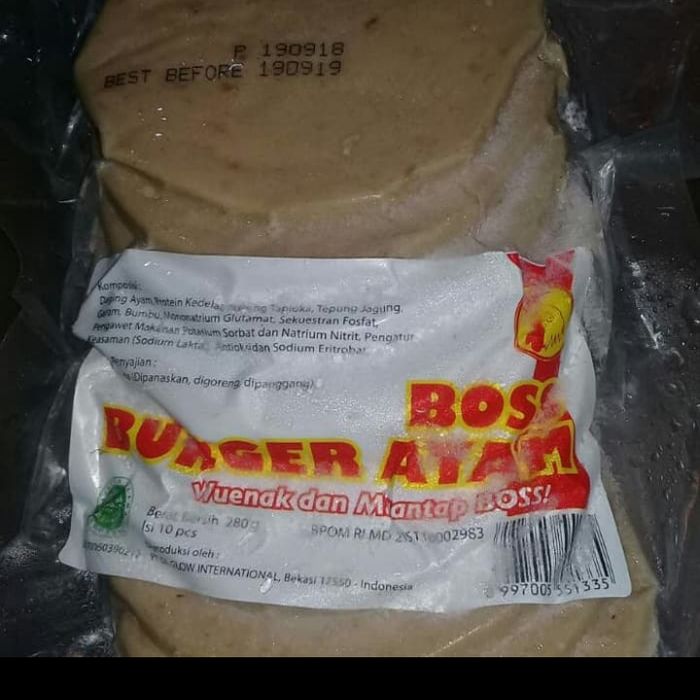 P 190918
BEST BEFORE 190919
Komposisi:
Daging Ayam, Protein Kedelai, Tepung Tapioka, Tepung Jagung,
Garam, Bumbu, Mononatrium Glutamat, Sekuestran Fosfat,
Pengawet Makanan Potasium Sorbat dan Natrium Nitrit, Pengatur
Keasaman (Sodium Laktat), Antioksidan Sodium Eritrobat
Penyajian :
(Dipanaskan, digoreng dipanggang)
BOSS
BURGER AYAM
Wuenak dan Mantap BOSS!
Berat Bersih 280 g
Isi 10 pcs
BPOM RI MD
Diproduksi oleh :
INTERNATIONAL, Bekasi 17550 - Indonesia
997005 551335